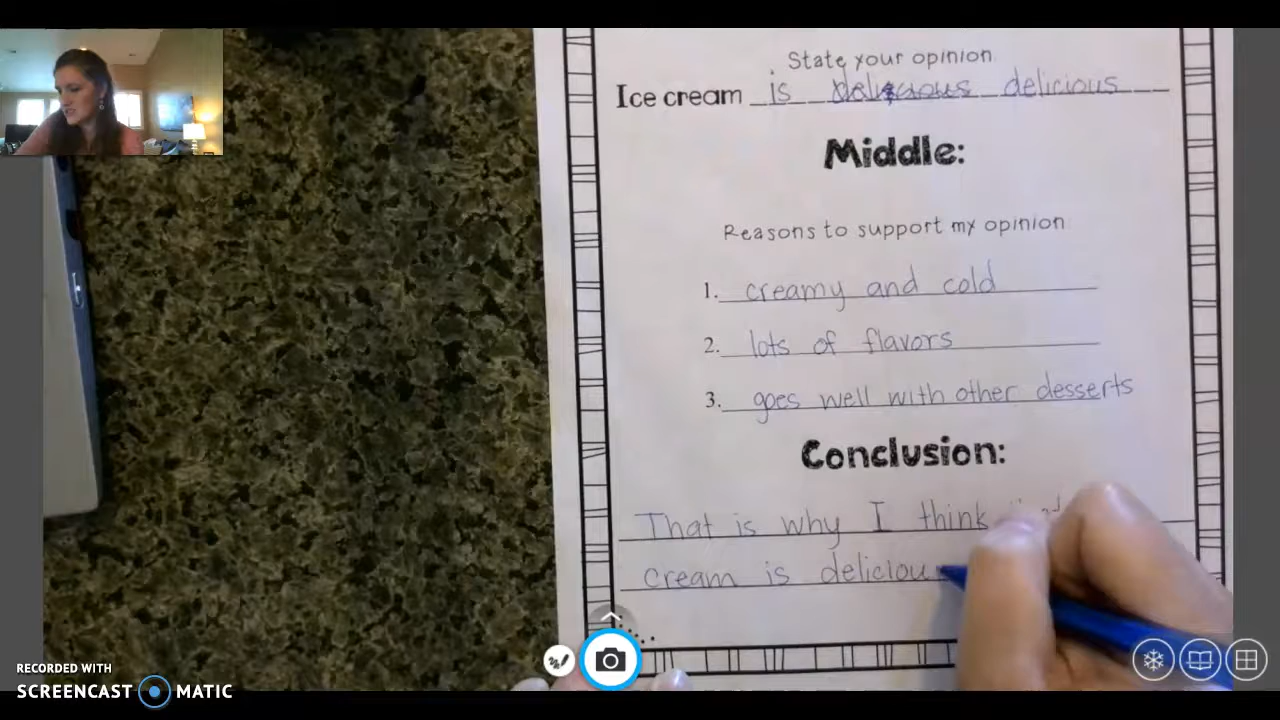 State your opinion
Ice cream is delicious
Middle:
Reasons to support my opinion
1. creamy and cold
2. lots of flavors
3. goes well with other desserts
Conclusion:
That is why I think
cream is deliciou
RECORDED WITH
SCREENCAST MATIC